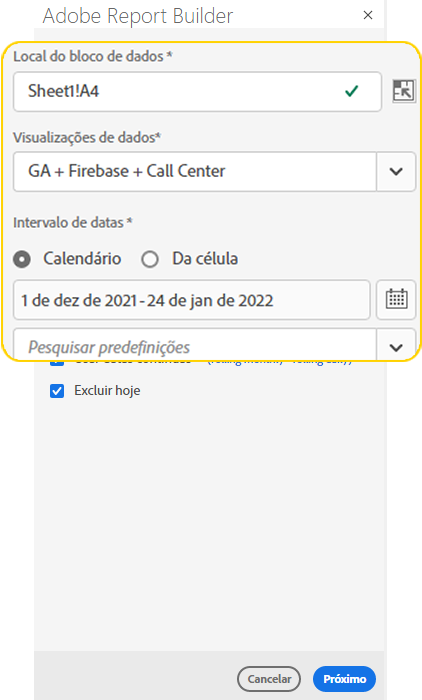 Adobe Report Builder
Local do bloco de dados *
Sheet1!A4
Visualizações de dados*
GA + Firebase + Call Center
Intervalo de datas *
Calendário Da célula
1 de dez de 2021 - 24 de jan de 2022
Pesquisar predefinições
Excluir hoje
Cancelar Próximo